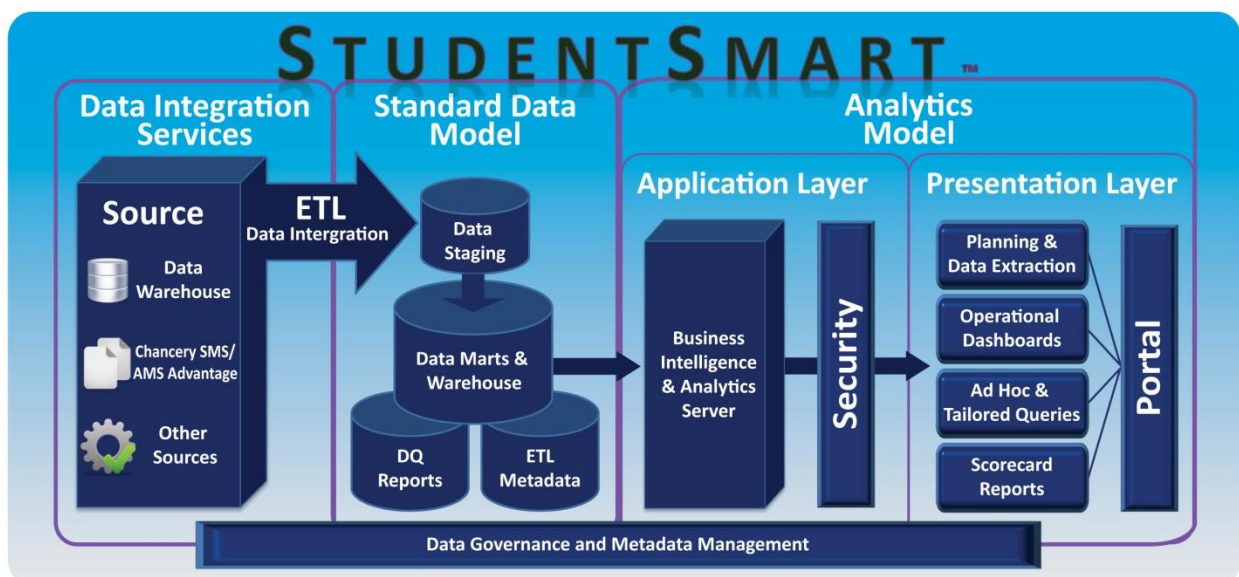 STUDENTSMART™
Data Integration
Services
Source
Data
Warehouse
Chancery SMS/
AMS Advantage
Other
Sources
ETL
Data Intergration
Standard Data
Model
Data
Staging
Data Marts &
Warehouse
DQ
Reports
ETL
Metadata
Analytics
Model
Application Layer
Business
Intelligence
& Analytics
Server
Security
Presentation Layer
Planning &
Data Extraction
Operational
Dashboards
Ad Hoc &
Tailored Queries
Scorecard
Reports
Portal
Data Governance and Metadata Management